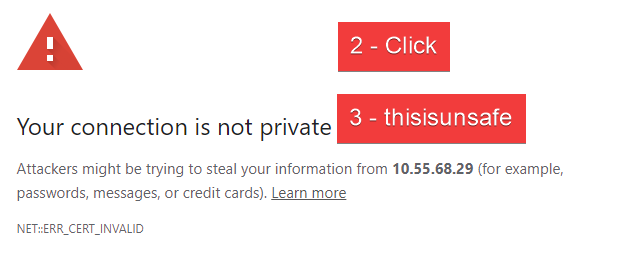 2 - Click
3 - thisisunsafe
Your connection is not private
Attackers might be trying to steal your information from 10.55.68.29 (for example,
passwords, messages, or credit cards). Learn more
NET::ERR_CERT_INVALID